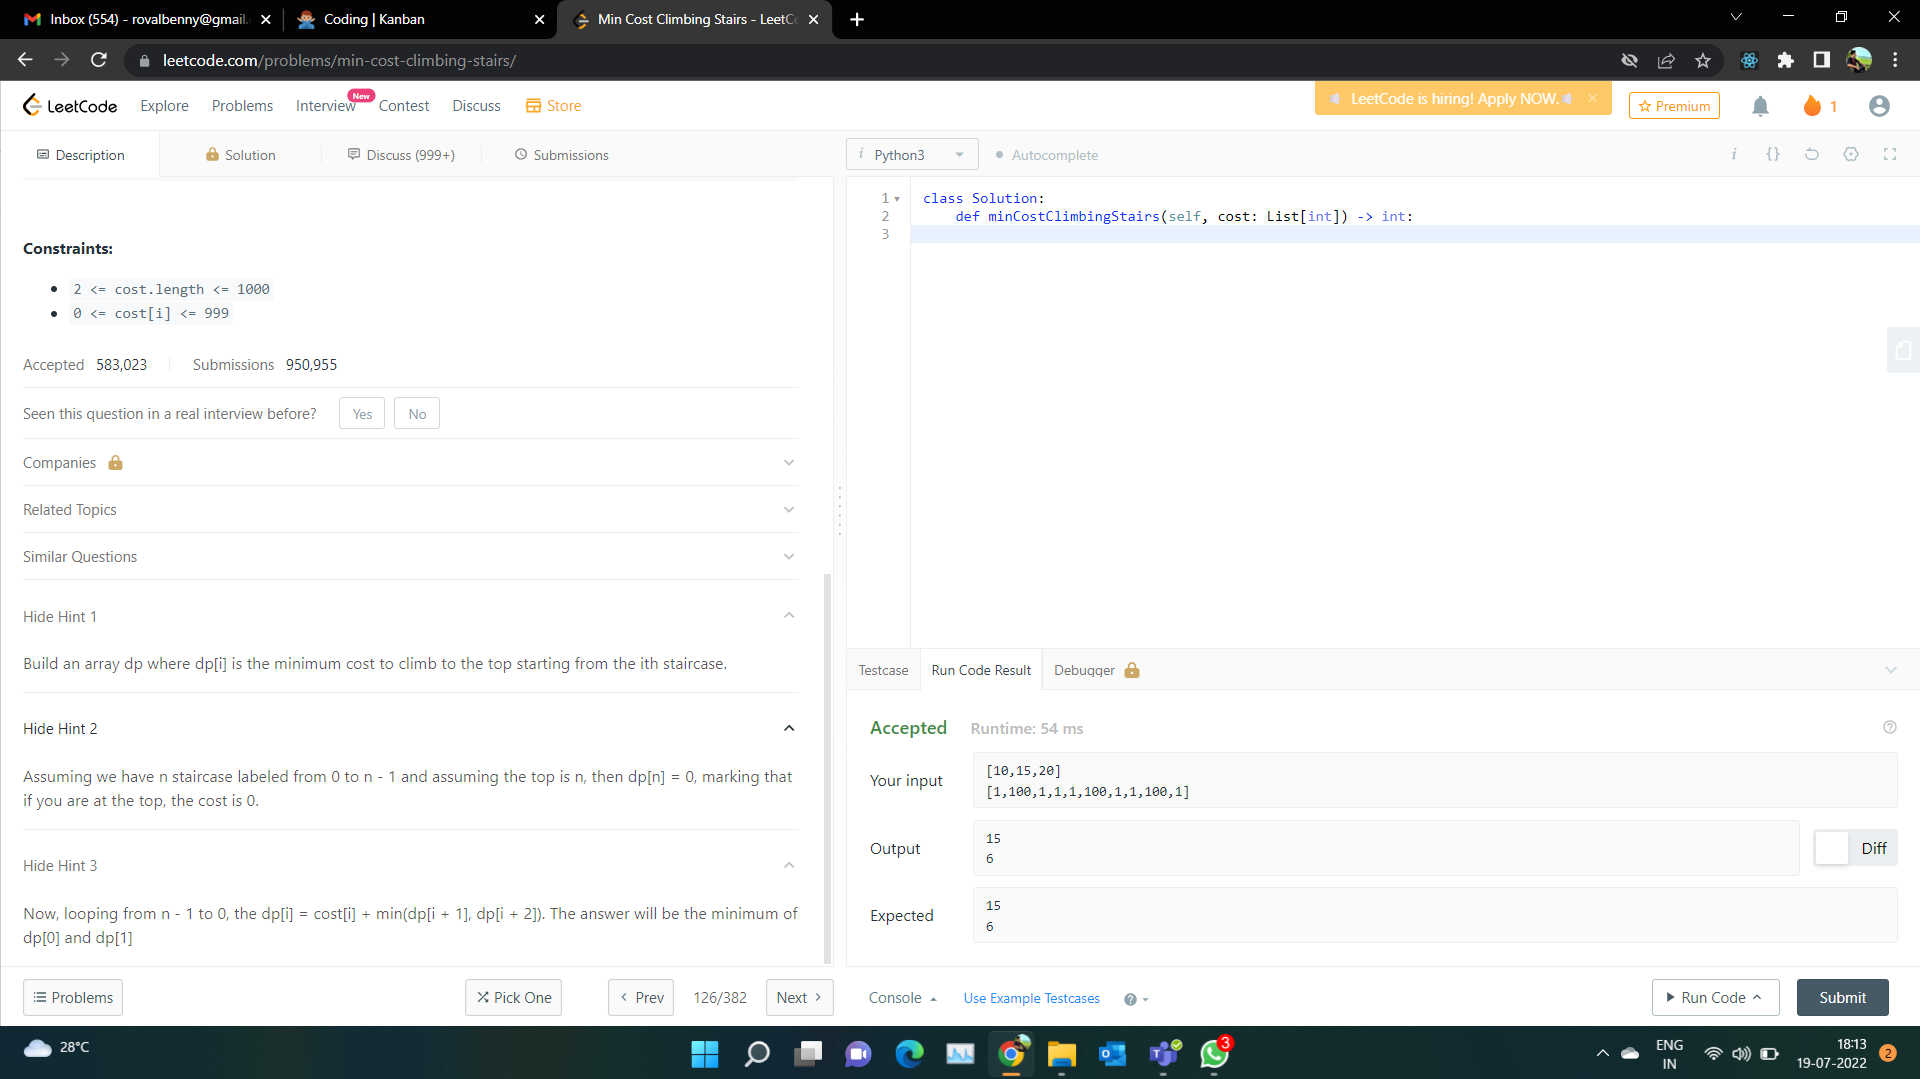 Inbox (554) - rovalbenny@gmail.
Coding | Kanban
Min Cost Climbing Stairs - LeetCo
leetcode.com/problems/min-cost-climbing-stairs/
LeetCode
Explore
Problems
Interview
New
Contest
Discuss
Store
LeetCode is hiring! Apply NOW.
Premium
1
Description
Solution
Discuss (999+)
Submissions
i Python3
Autocomplete
i
{}
Constraints:
2 <= cost.length <= 1000
0 <= cost[i] <= 999
Accepted 583,023
Submissions 950,955
Seen this question in a real interview before?
Yes
No
Companies
Related Topics
Similar Questions
Hide Hint 1
Build an array dp where dp[i] is the minimum cost to climb to the top starting from the ith staircase.
Hide Hint 2
Assuming we have n staircase labeled from 0 to n - 1 and assuming the top is n, then dp[n] = 0, marking that
if you are at the top, the cost is 0.
Hide Hint 3
Now, looping from n - 1 to 0, the dp[i] = cost[i] + min(dp[i + 1], dp[i + 2]). The answer will be the minimum of
dp[0] and dp[1]
1 class Solution:
2 def minCostClimbingStairs(self, cost: List[int]) -> int:
3
Testcase
Run Code Result
Debugger
Accepted
Runtime: 54 ms
Your input
[10,15,20]
[1,100,1,1,1,100,1,1,100,1]
Output
15
6
Diff
Expected
15
6
Problems
Pick One
Prev
126/382
Next
Console
Use Example Testcases
Run Code
Submit
28°C
3
ENG
IN
18:13
19-07-2022
2